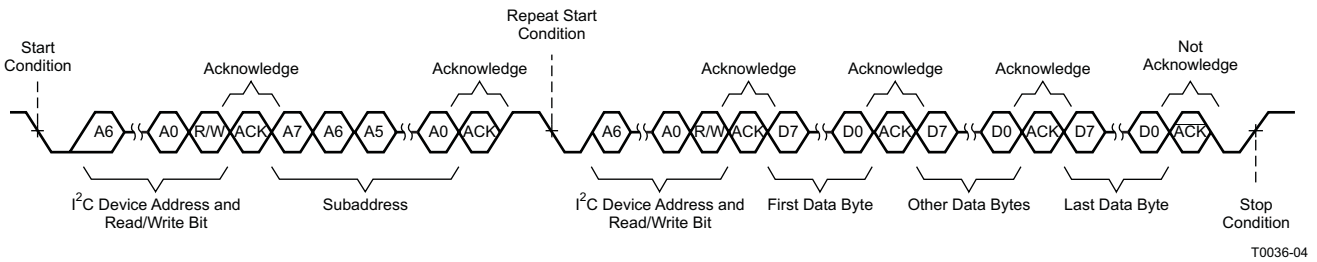 Repeat Start
Condition
Start
Condition
Not
Acknowledge
Acknowledge
Acknowledge
Acknowledge
Acknowledge
Acknowledge
A6
A0
R/W
ACK
A7
A6
A5
A0
ACK
A6
A0
R/W
ACK
D7
D0
ACK
D7
D0
ACK
D7
D0
ACK
I²C Device Address and
Read/Write Bit
Subaddress
I²C Device Address and
Read/Write Bit
First Data Byte
Other Data Bytes
Last Data Byte
Stop
Condition
T0036-04